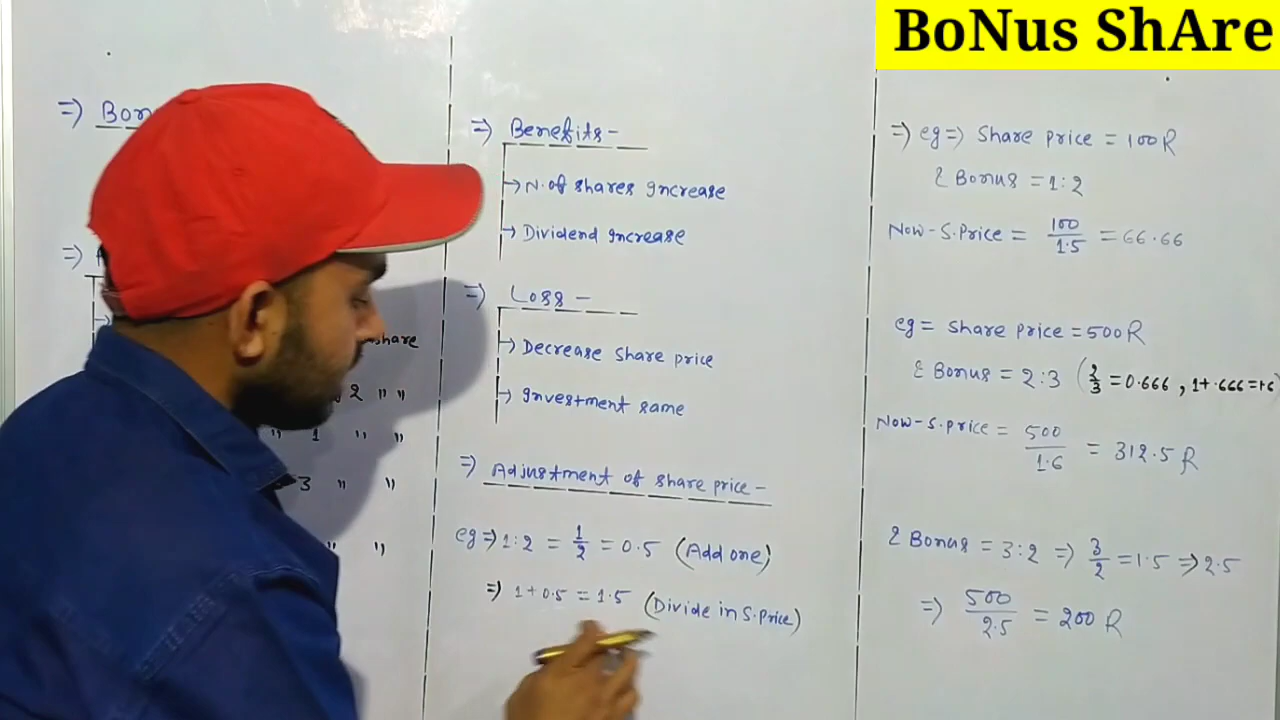 BoNus ShAre
=) Bon
=)
share
2 " "
" 1 " "
3 " "
" "
=) Benefits-
→ N.of shares Increase
→ Dividend Increase
=) Loss -
→ Decrease share price
→ Investment same
=) Adjustment of share price-
eg => 1:2 = 1/2 = 0.5 (Add one)
=) 1+0.5 = 1.5 (Divide in S.Price)
=) eg => Share price = 100R
& Bonus = 1:2
Now-S.Price = 100/1.5 = 66.66
eg = Share price = 500R
& Bonus = 2:3 (2/3 = 0.666, 1+.666=1.6)
Now-S.price = 500/1.6 = 312.5 R
& Bonus = 3:2 => 3/2 = 1.5 => 2.5
=) 500/2.5 = 200 R